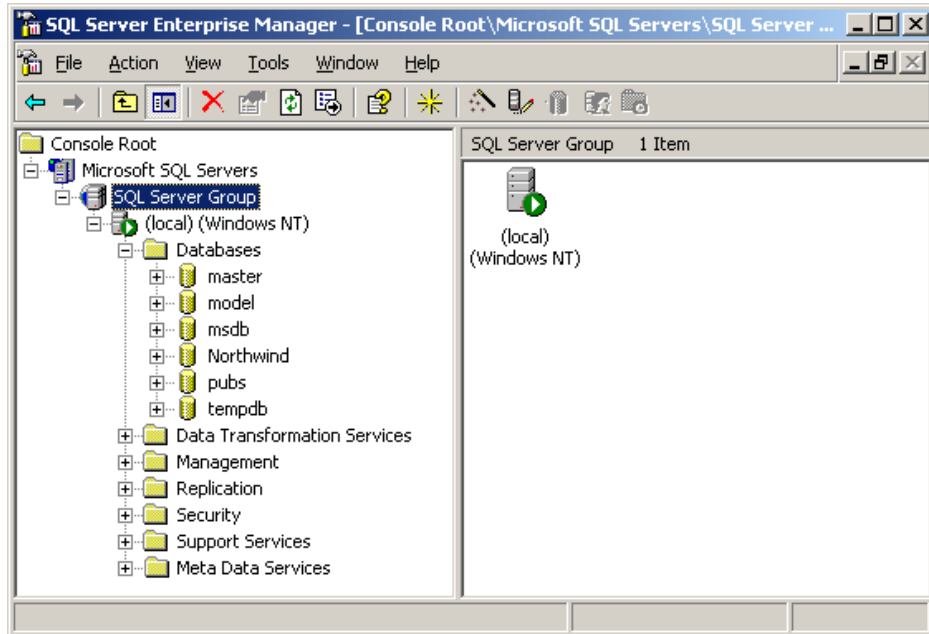 SQL Server Enterprise Manager - [Console Root\Microsoft SQL Servers\SQL Server ...
File Action View Tools Window Help
Console Root
Microsoft SQL Servers
SQL Server Group
(local) (Windows NT)
Databases
master
model
msdb
Northwind
pubs
tempdb
Data Transformation Services
Management
Replication
Security
Support Services
Meta Data Services
SQL Server Group 1 Item
(local)
(Windows NT)